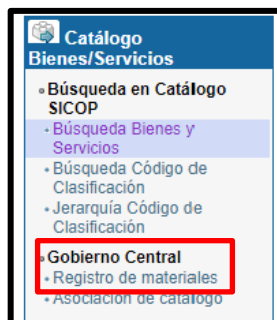 Catálogo
Bienes/Servicios
Búsqueda en Catálogo
SICOP
Búsqueda Bienes y
Servicios
Búsqueda Código de
Clasificación
Jerarquía Código de
Clasificación
Gobierno Central
Registro de materiales
Asociación de catálogo